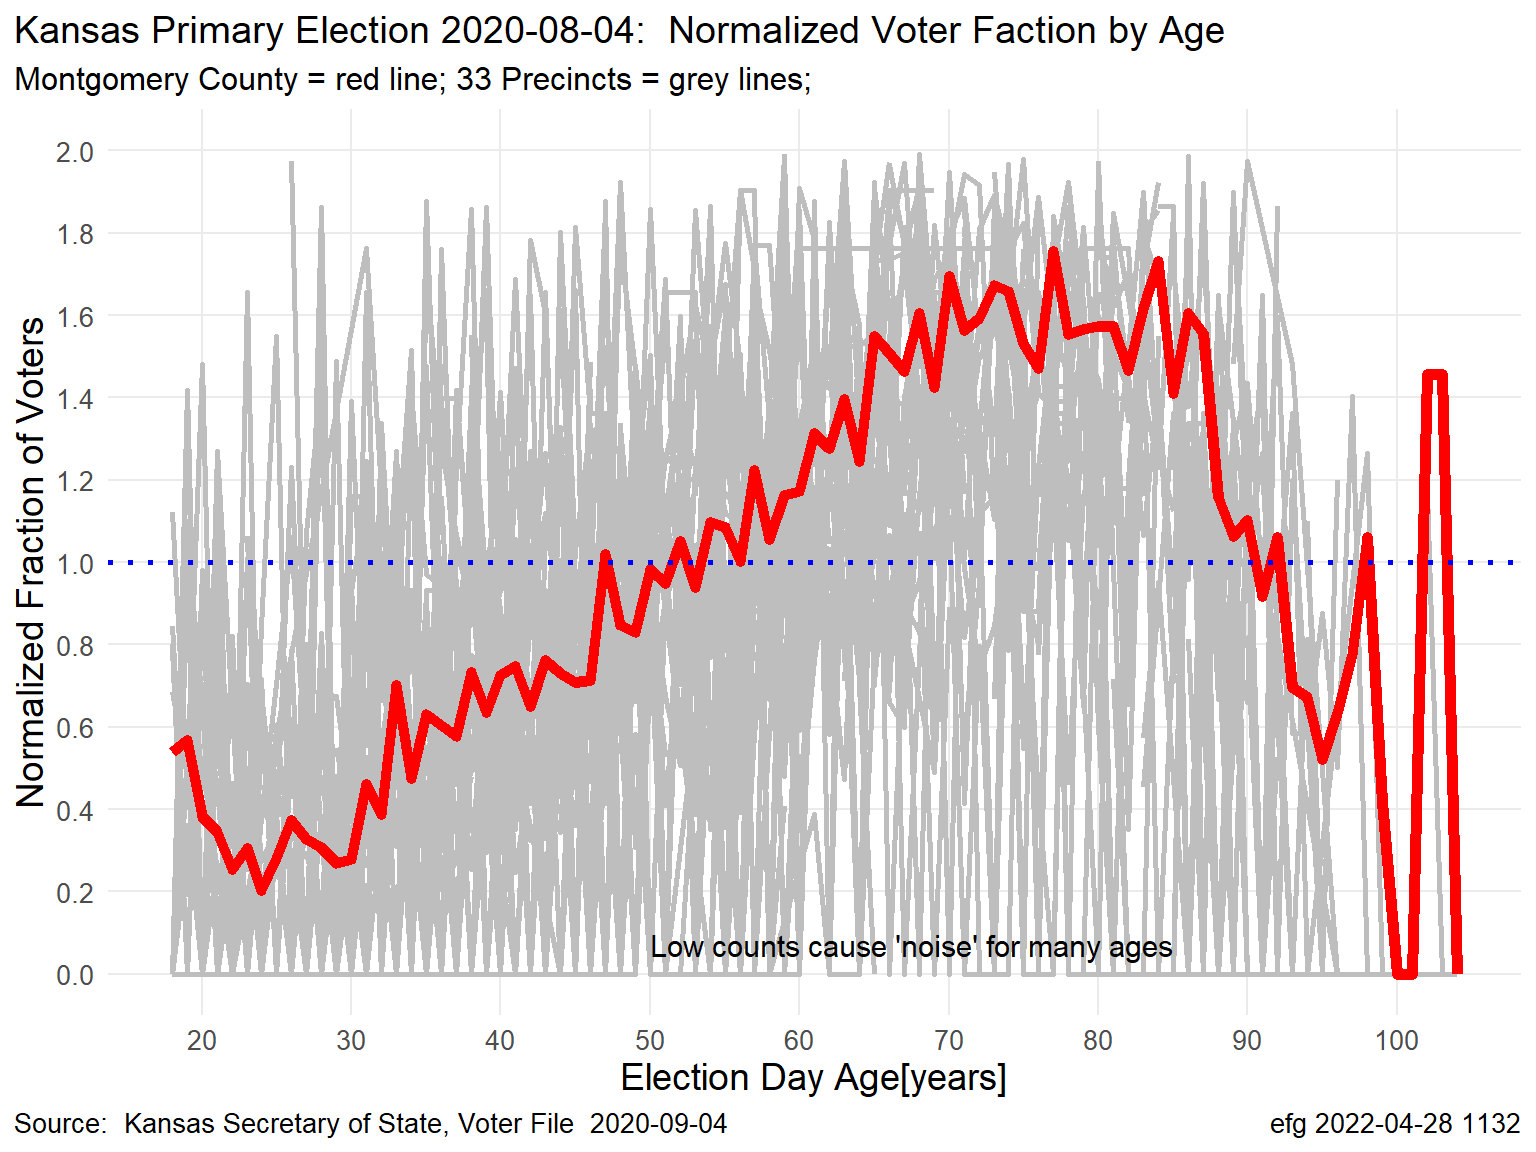 Kansas Primary Election 2020-08-04:  Normalized Voter Faction by Age
Montgomery County = red line; 33 Precincts = grey lines;
Normalized Fraction of Voters
2.0
1.8
1.6
1.4
1.2
1.0
0.8
0.6
0.4
0.2
0.0
Low counts cause 'noise' for many ages
20 30 40 50 60 70 80 90 100
Election Day Age[years]
Source:  Kansas Secretary of State, Voter File  2020-09-04
efg 2022-04-28 1132